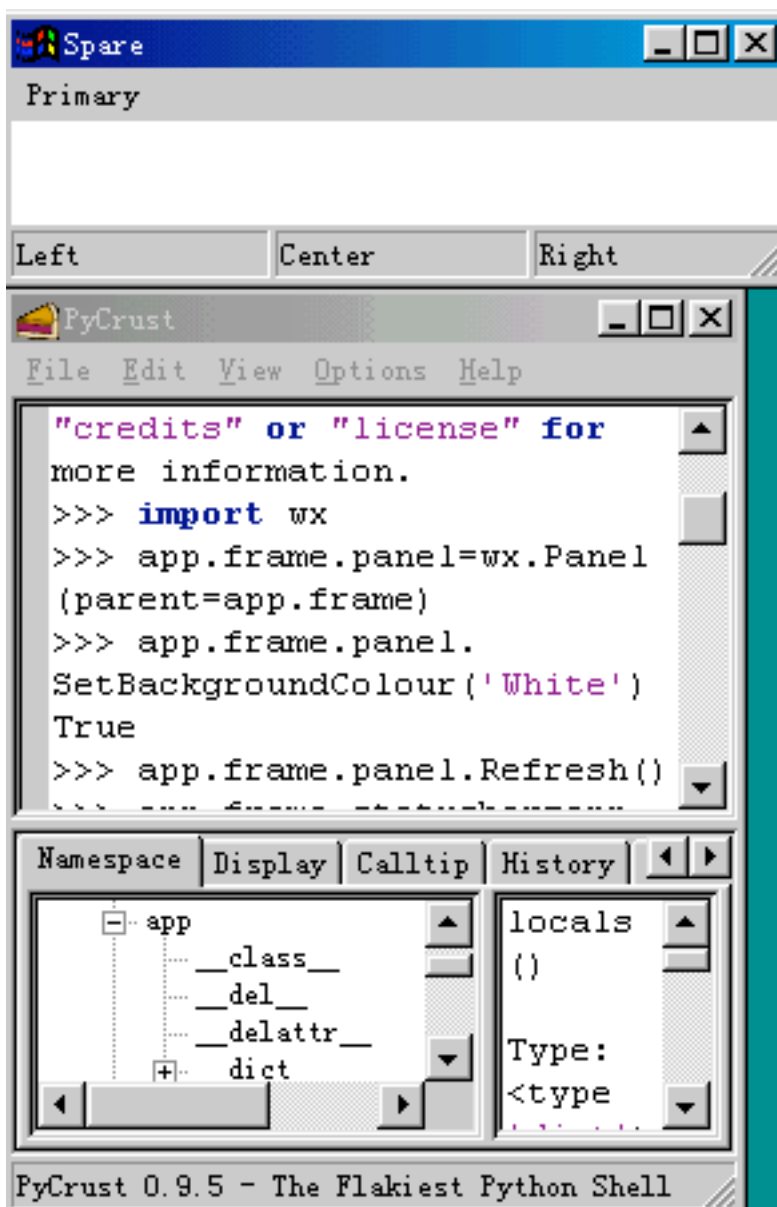 Spare
Primary
Left Center Right
PyCrust
File Edit View Options Help
"credits" or "license" for
more information.
>>> import wx
>>> app.frame.panel=wx.Panel
(parent=app.frame)
>>> app.frame.panel.
SetBackgroundColour('White')
True
>>> app.frame.panel.Refresh()
Namespace Display Calltip History
app
__class__
__del__
__delattr__
dict
locals
()
Type:
<type
PyCrust 0.9.5 - The Flakiest Python Shell